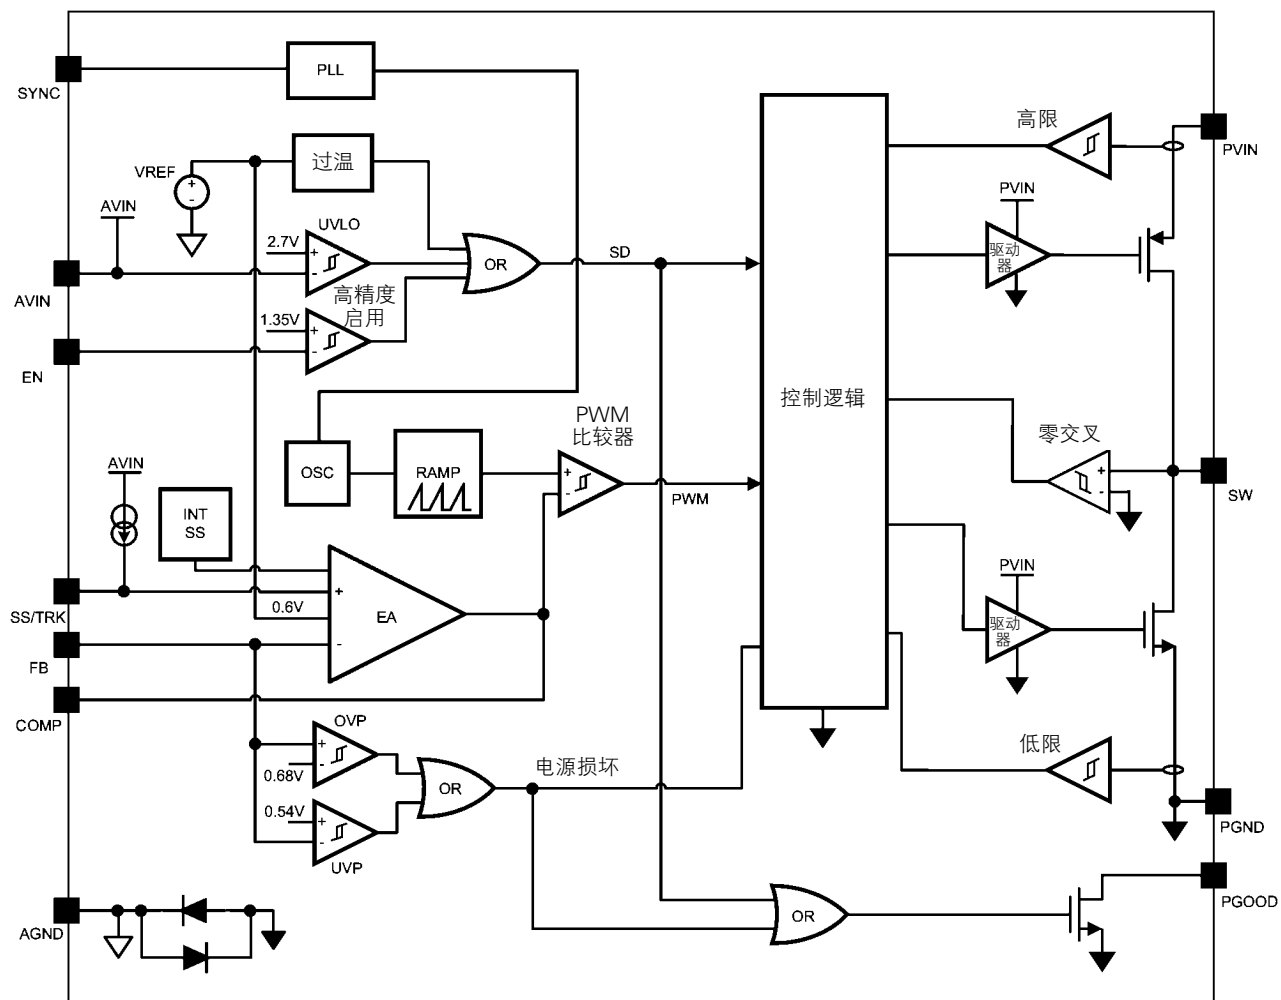 SYNC
PLL
高限
PVIN
VREF
+
-
过温
AVIN
PVIN
UVLO
2.7V
+
-
OR
SD
驱动
器
AVIN
高精度
启用
1.35V
+
-
EN
控制逻辑
PWM
比较器
零交叉
AVIN
OSC
RAMP
+
-
PWM
+
-
SW
INT
SS
PVIN
SS/TRK
+
0.6V
EA
-
驱动
器
FB
COMP
OVP
+
-
0.68V
低限
电源损坏
OR
0.54V
+
-
UVP
PGND
PGOOD
OR
AGND